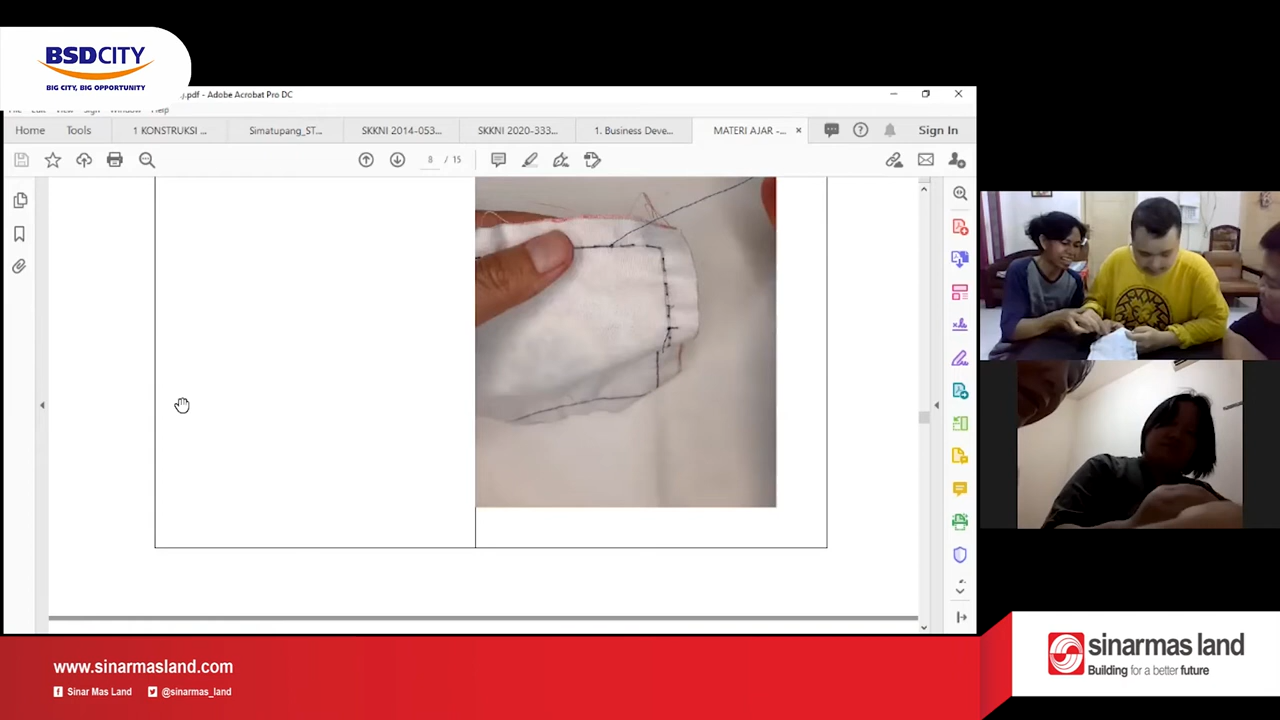 BSDCITY
BIG CITY, BIG OPPORTUNITY
.pdf - Adobe Acrobat Pro DC
Home Tools 1 KONSTRUKSI ... Simatupang_ST... SKKNI 2014-053... SKKNI 2020-333... 1. Business Deve... MATERI AJAR -... × Sign In
8 / 15
sinarmas land
Building for a better future
www.sinarmasland.com
Sinar Mas Land @sinarmas_land